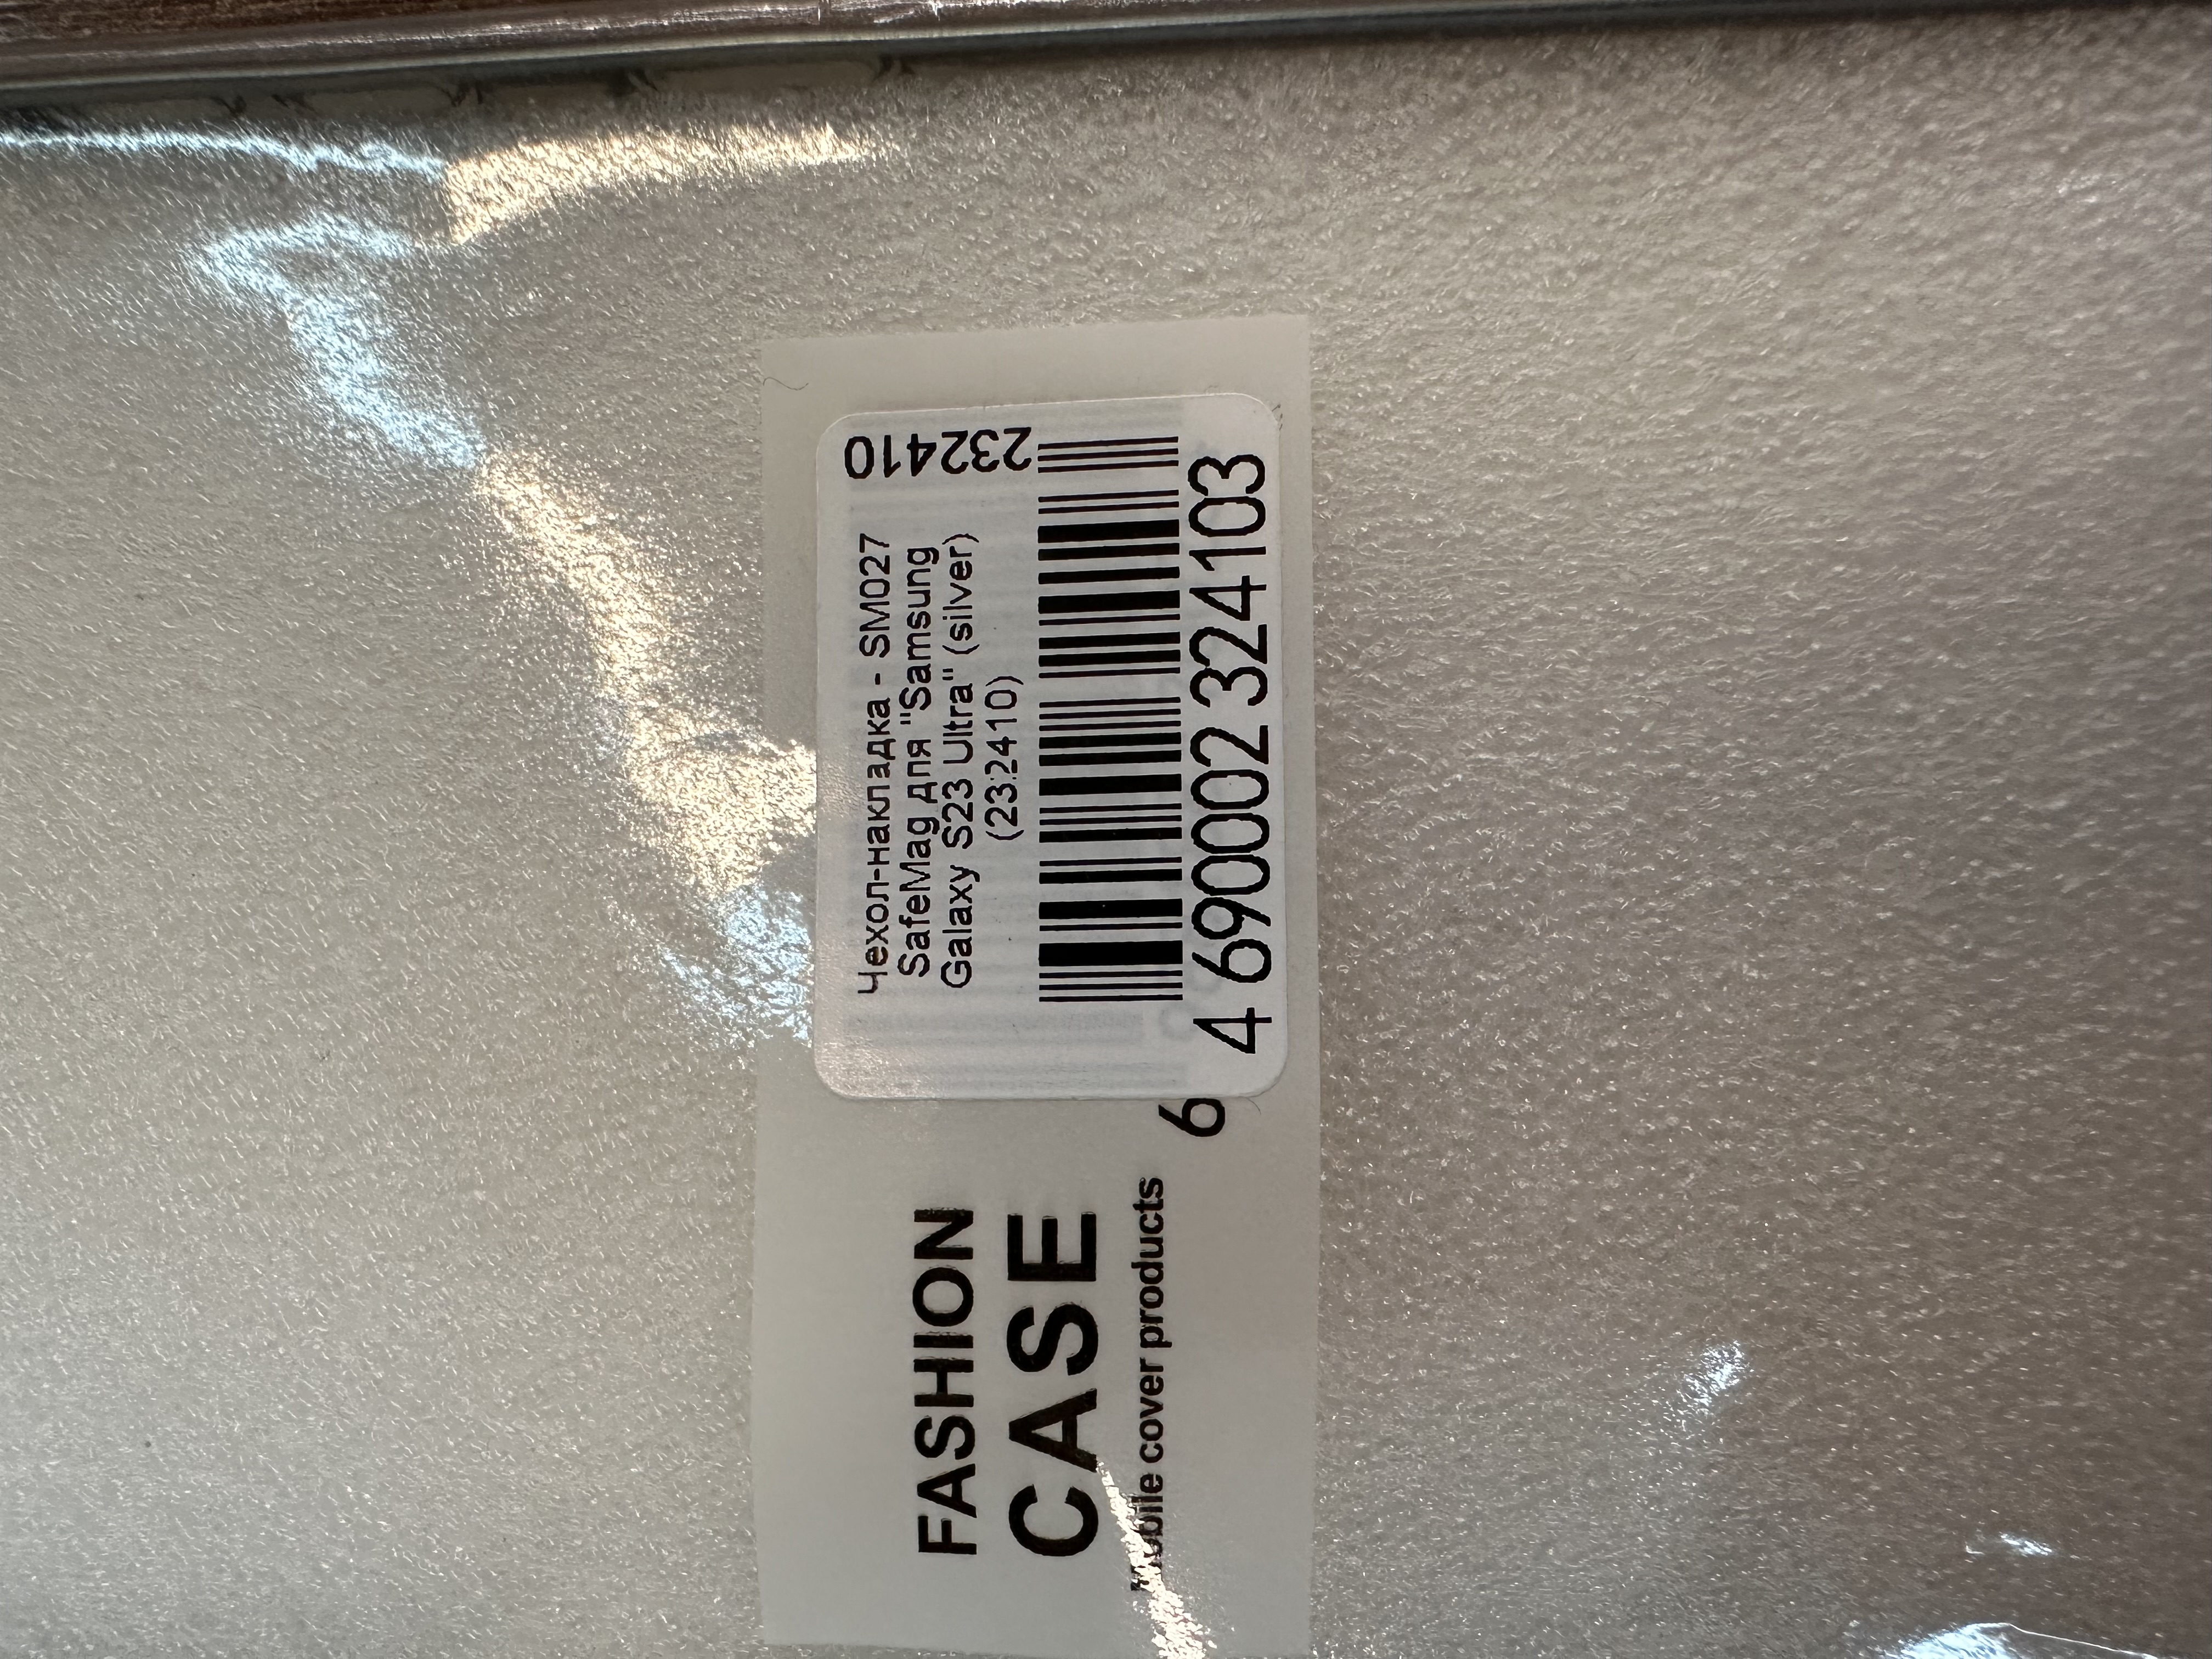 Чехол-накладка - SM027
SafeMag для "Samsung
Galaxy S23 Ultra" (silver)
(232410)
232410
4 690002 324103
FASHION
CASE
Mobile cover products
6